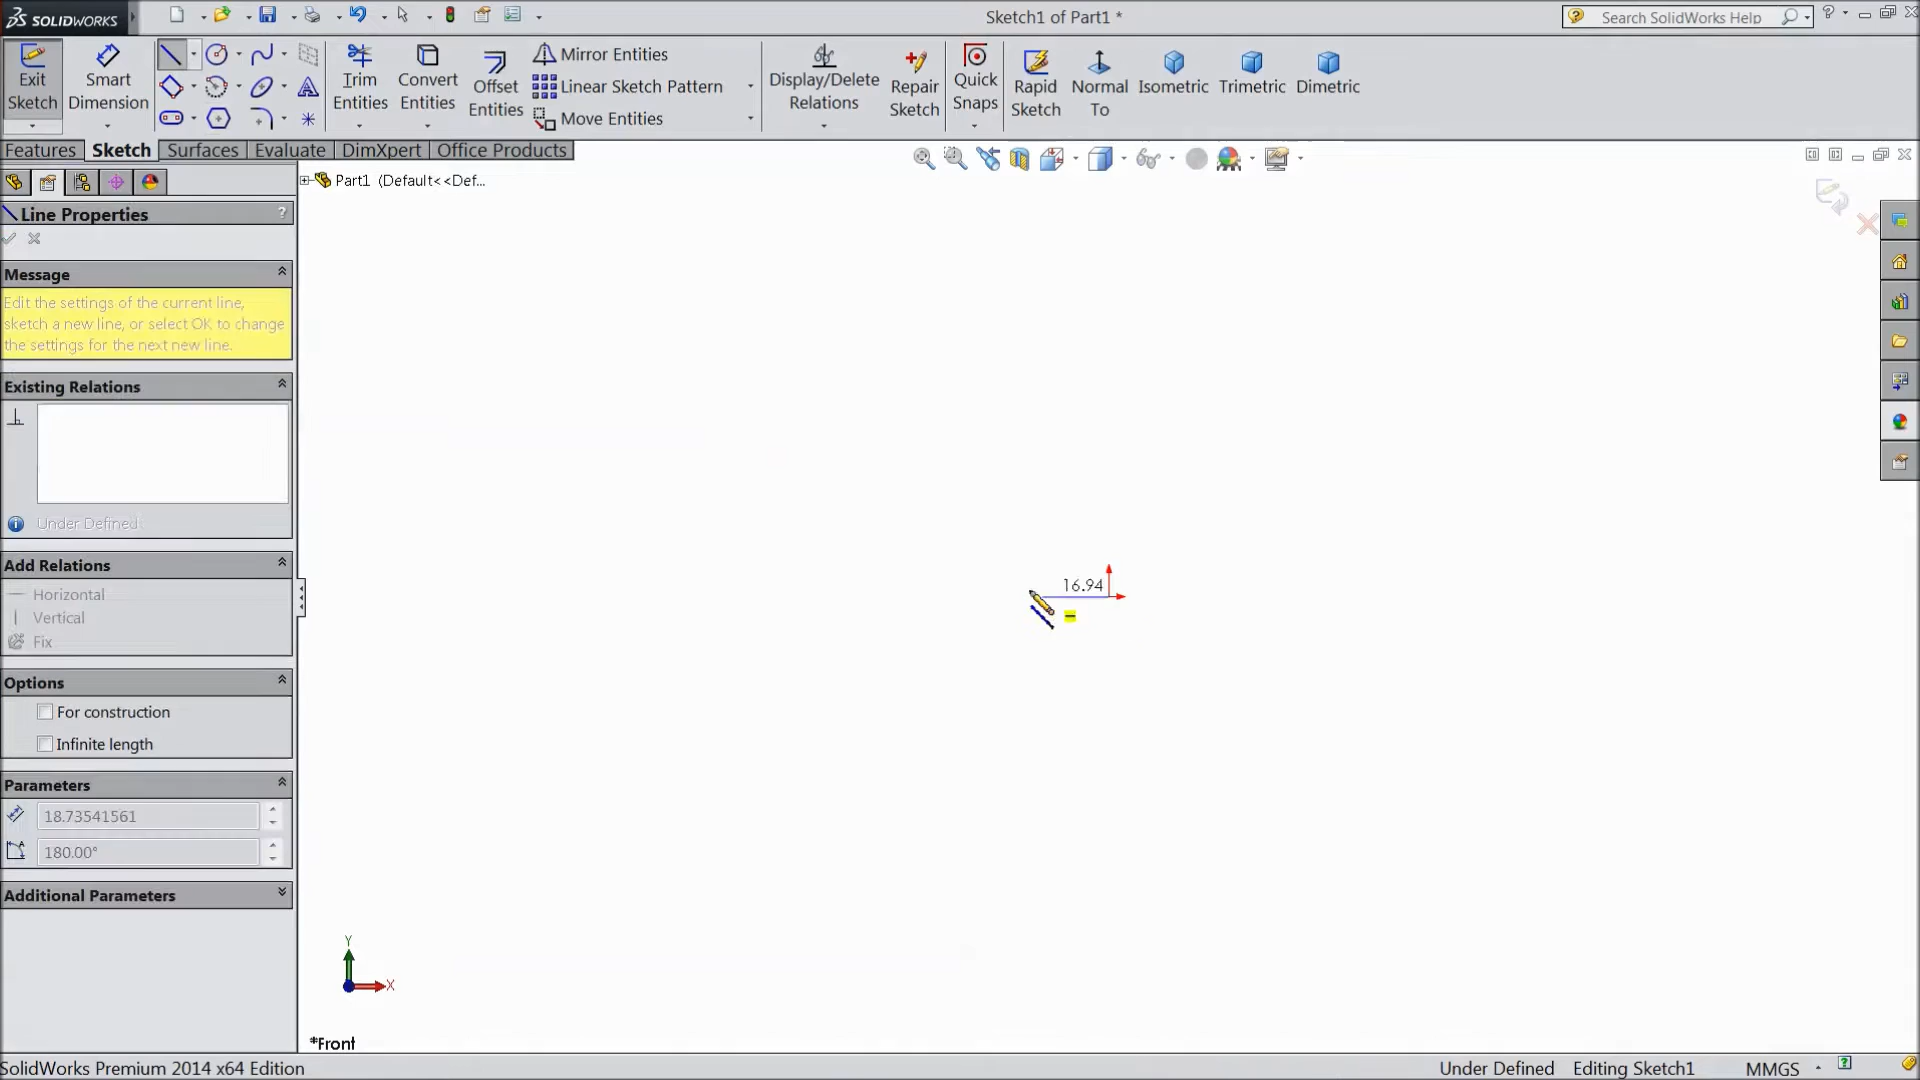 SOLIDWORKS
Sketch1 of Part1 *
Search SolidWorks Help
Exit Sketch
Smart Dimension
Trim Entities
Convert Entities
Offset Entities
Mirror Entities
Linear Sketch Pattern
Move Entities
Display/Delete Relations
Repair Sketch
Quick Snaps
Rapid Sketch
Normal To
Isometric
Trimetric
Dimetric
Features
Sketch
Surfaces
Evaluate
DimXpert
Office Products
Part1 (Default<<Def...
Line Properties
?
Message
Edit the settings of the current line,
sketch a new line, or select OK to change
the settings for the next new line.
Existing Relations
Under Defined
Add Relations
Horizontal
Vertical
Fix
Options
For construction
Infinite length
Parameters
18.73541561
180.00°
Additional Parameters
16.94
Y
X
*Front
SolidWorks Premium 2014 x64 Edition
Under Defined
Editing Sketch1
MMGS